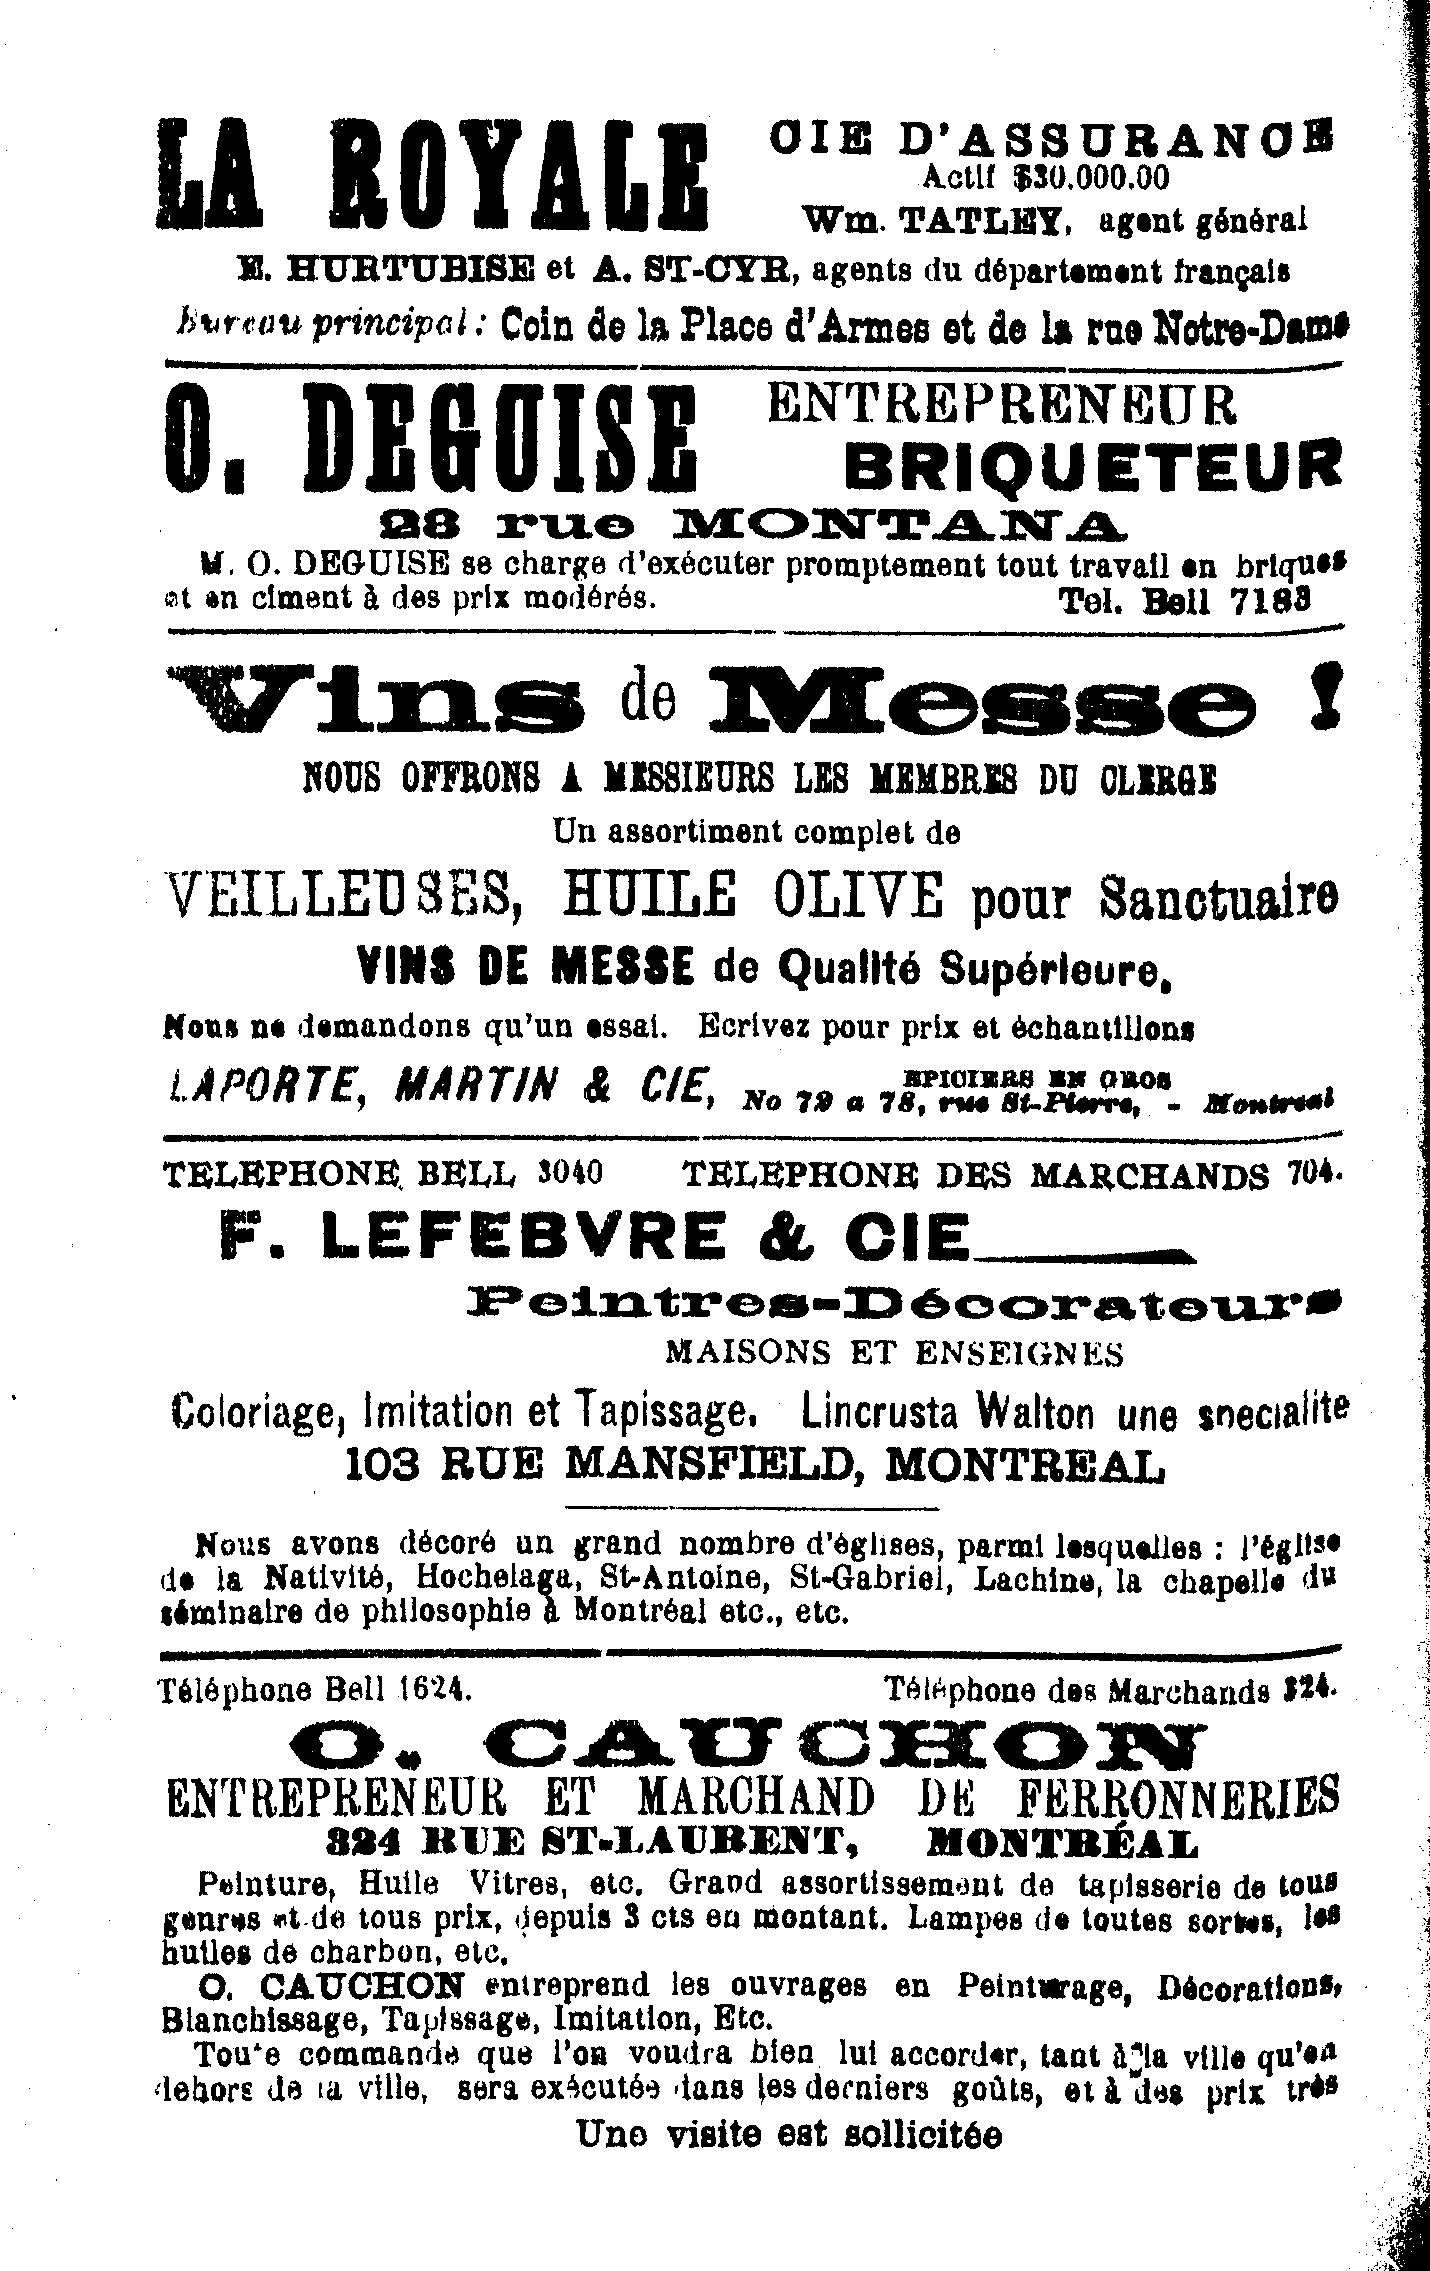 LA ROYALE CIE D'ASSURANCE
Actif $30.000.00
Wm. TATLEY, agent général
E. HURTUBISE et A. ST-CYR, agents du département français
Bureau principal : Coin de la Place d'Armes et de la rue Notre-Dame
O. DEGUISE ENTREPRENEUR
BRIQUETEUR
28 rue MONTANA
M. O. DEGUISE se charge d'exécuter promptement tout travail en briques
et en ciment à des prix modérés. Tel. Bell 7183
Vins de Messe !
NOUS OFFRONS A MESSIEURS LES MEMBRES DU CLERGE
Un assortiment complet de
VEILLEUSES, HUILE OLIVE pour Sanctuaire
VINS DE MESSE de Qualité Supérieure.
Nous ne demandons qu'un essai. Ecrivez pour prix et échantillons
LAPORTE, MARTIN & CIE, EPICIERS EN GROS
No 72 a 78, rue St-Pierre, - Montreal
TELEPHONE BELL 3040 TELEPHONE DES MARCHANDS 704.
F. LEFEBVRE & CIE
Peintres-Décorateurs
MAISONS ET ENSEIGNES
Coloriage, Imitation et Tapissage. Lincrusta Walton une specialite
103 RUE MANSFIELD, MONTREAL
Nous avons décoré un grand nombre d'églises, parmi lesquelles : l'église
de la Nativité, Hochelaga, St-Antoine, St-Gabriel, Lachine, la chapelle du
séminaire de philosophie à Montréal etc., etc.
Téléphone Bell 1624. Téléphone des Marchands 324.
O. CAUCHON
ENTREPRENEUR ET MARCHAND DE FERRONNERIES
324 RUE ST-LAURENT, MONTRÉAL
Peinture, Huile Vitres, etc. Grand assortissement de tapisserie de tous
genres et de tous prix, depuis 3 cts en montant. Lampes de toutes sortes, les
huiles de charbon, etc.
O. CAUCHON entreprend les ouvrages en Peinturage, Décorations,
Blanchissage, Tapissage, Imitation, Etc.
Toute commande que l'on voudra bien lui accorder, tant à la ville qu'en
dehors de la ville, sera exécutée dans les derniers goûts, et à des prix très
Une visite est sollicitée